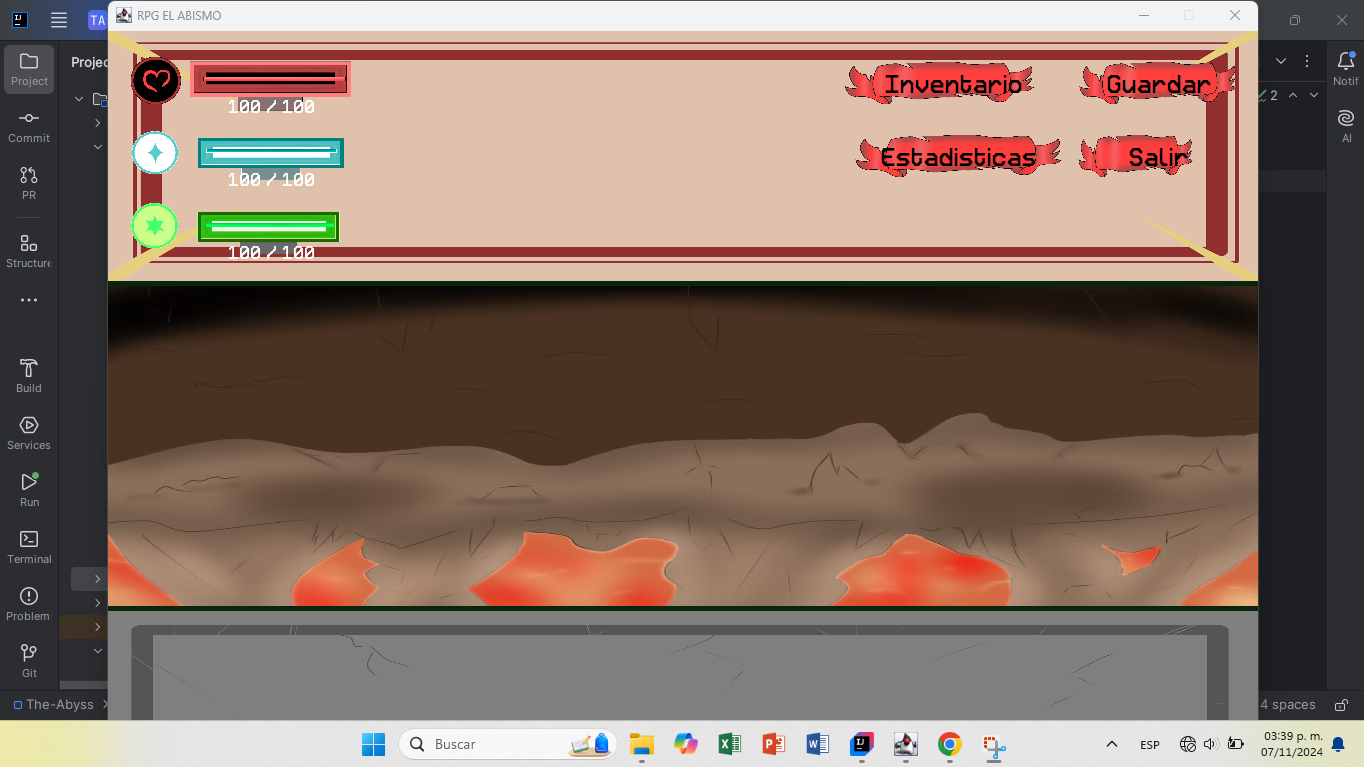 RPG EL ABISMO
TA
Projec
Project
Commit
PR
Structure
Build
Services
Run
Terminal
Problem
Git
100/100
100/100
100/100
Inventario
Guardar
Estadisticas
Salir
2
Notif
AI
The-Abyss
4 spaces
Buscar
ESP
03:39 p. m.
07/11/2024